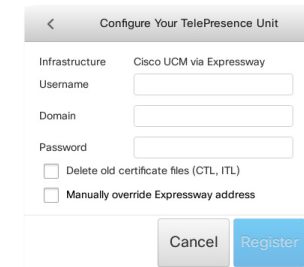 Configure Your TelePresence Unit
Infrastructure Cisco UCM via Expressway
Username
Domain
Password
Delete old certificate files (CTL, ITL)
Manually override Expressway address
Cancel Register